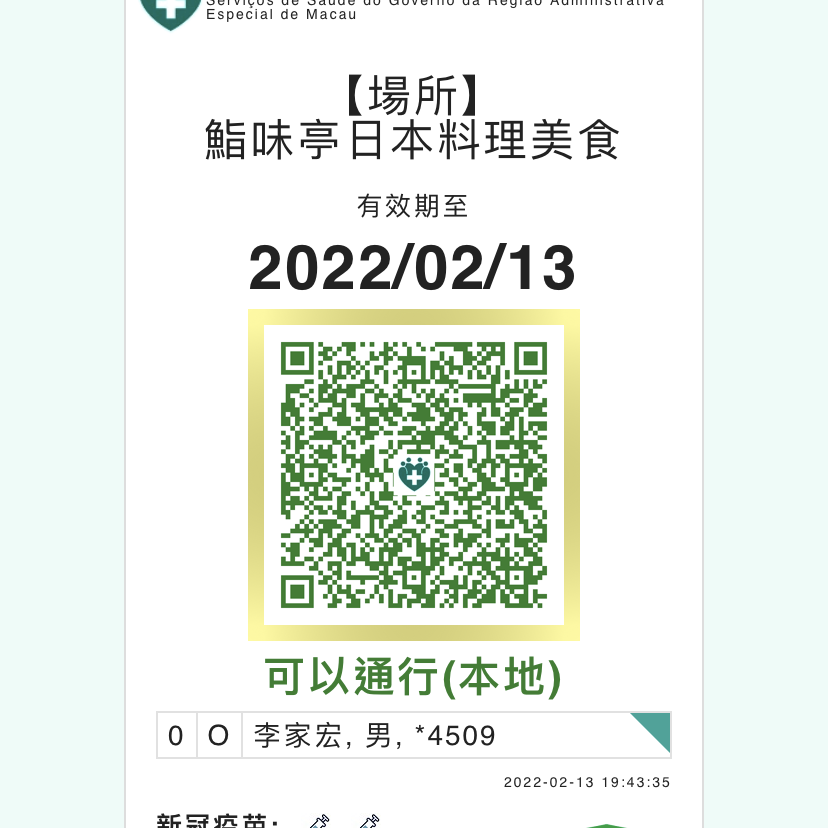 Serviços de Saúde do Governo da Região Administrativa
Especial de Macau
【場所】
鮨味亭日本料理美食
有效期至
2022/02/13
可以通行(本地)
0 O 李家宏, 男, *4509
2022-02-13 19:43:35
新冠疫苗: